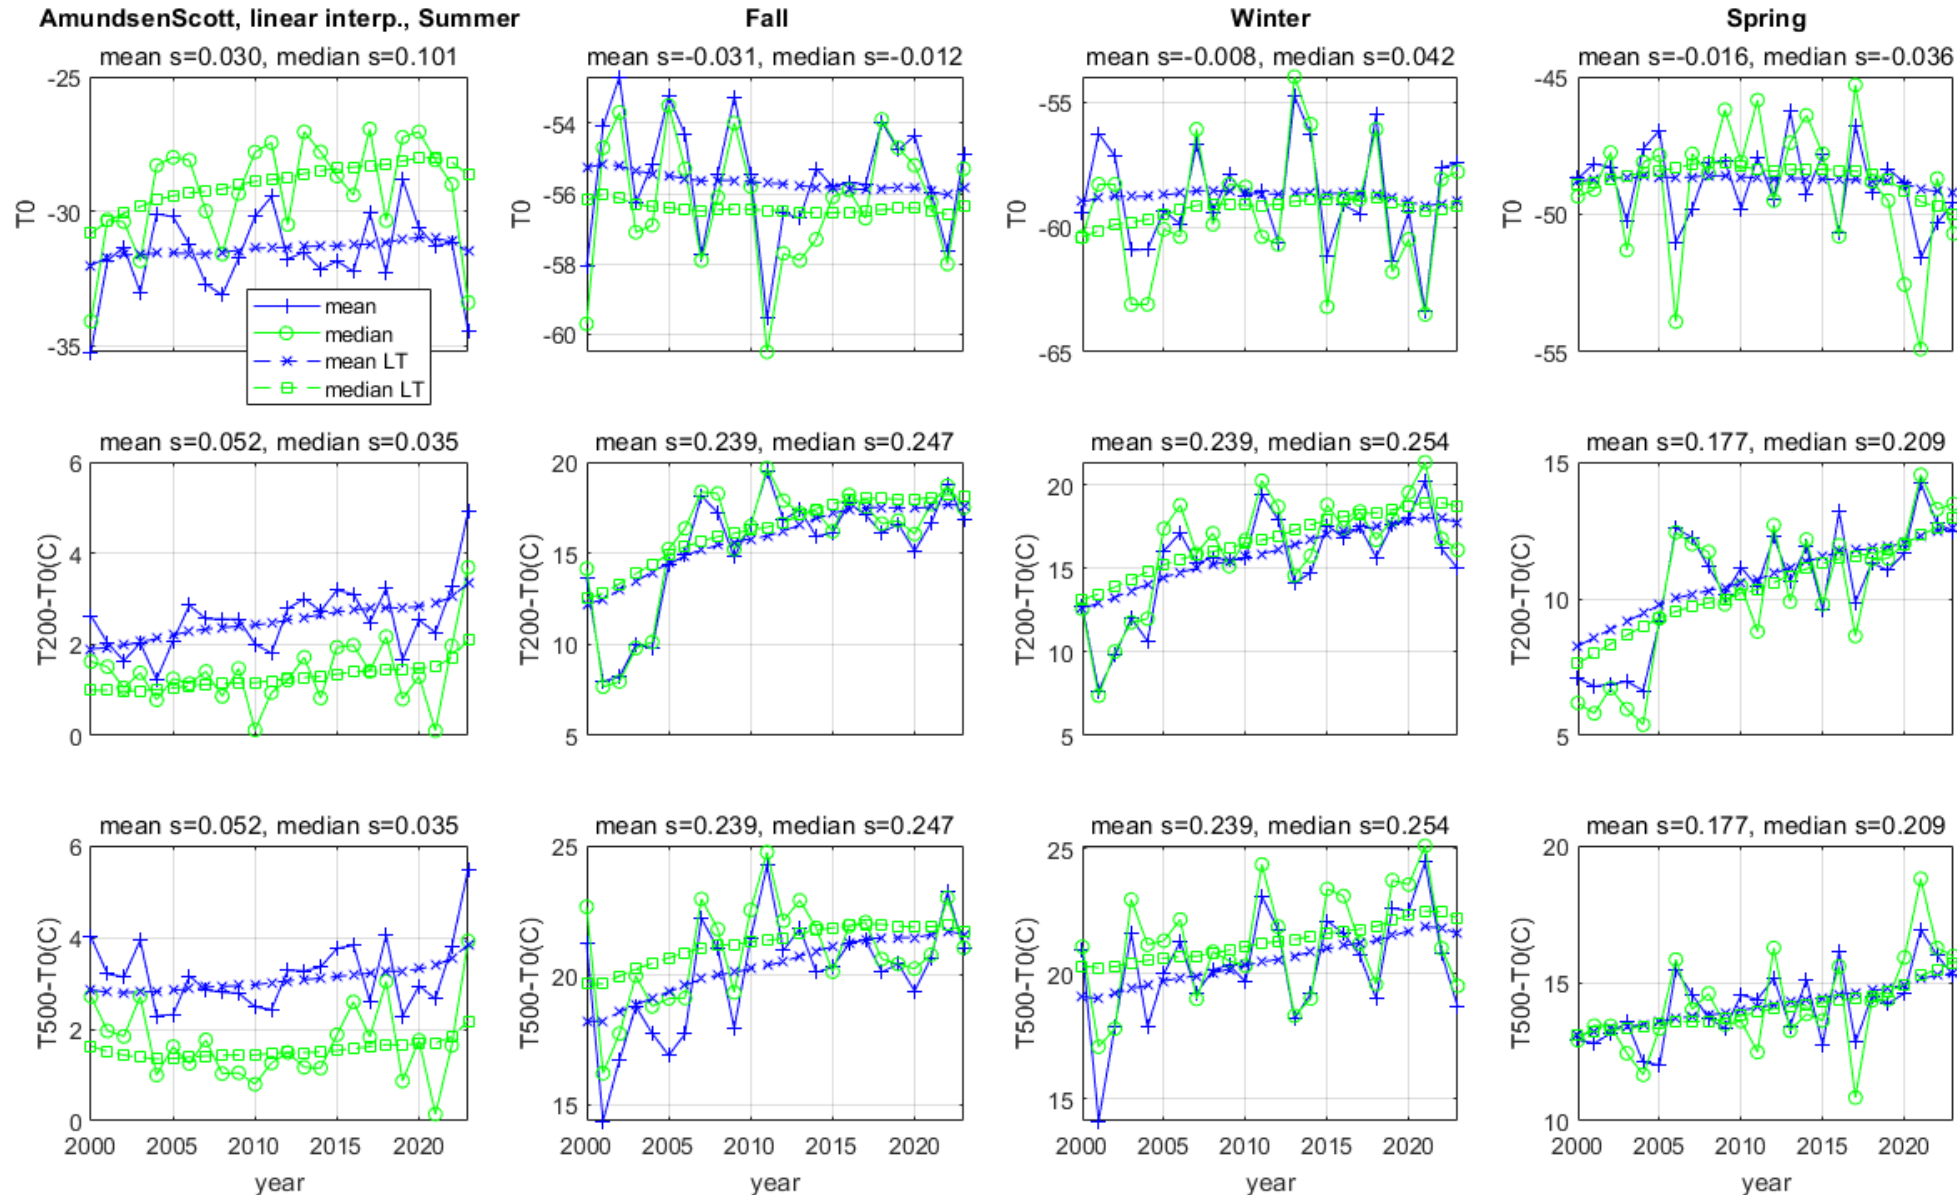 AmundsenScott, linear interp., Summer
Fall
Winter
Spring
mean s=0.030, median s=0.101
mean s=-0.031, median s=-0.012
mean s=-0.008, median s=0.042
mean s=-0.016, median s=-0.036
-25
-30
-35
T0
mean
median
mean LT
median LT
-54
-56
-58
-60
T0
-55
-60
-65
T0
-45
-50
-55
T0
mean s=0.052, median s=0.035
mean s=0.239, median s=0.247
mean s=0.239, median s=0.254
mean s=0.177, median s=0.209
6
4
2
0
T200-T0(C)
20
15
10
5
T200-T0(C)
20
15
10
5
T200-T0(C)
15
10
5
T200-T0(C)
mean s=0.052, median s=0.035
mean s=0.239, median s=0.247
mean s=0.239, median s=0.254
mean s=0.177, median s=0.209
6
4
2
0
T500-T0(C)
2000 2005 2010 2015 2020
year
25
20
15
T500-T0(C)
2000 2005 2010 2015 2020
year
25
20
15
T500-T0(C)
2000 2005 2010 2015 2020
year
20
15
10
T500-T0(C)
2000 2005 2010 2015 2020
year